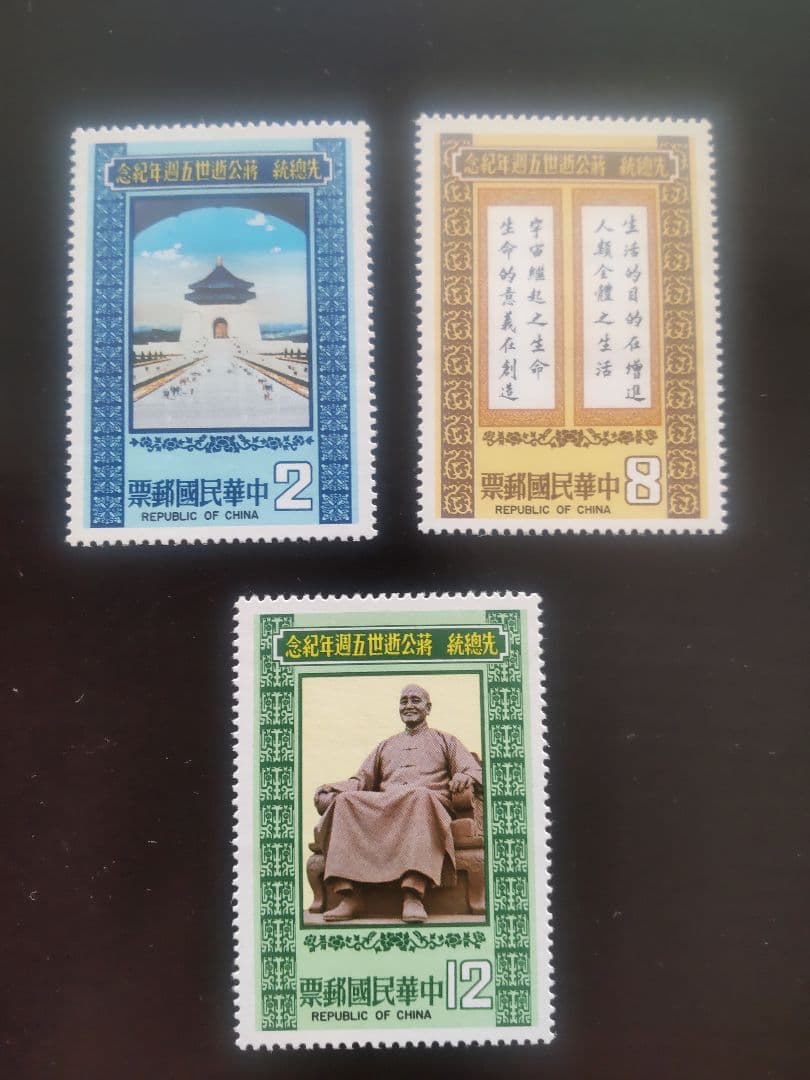 先總統 蔣公逝世五週年紀念
2 中華民國郵票
REPUBLIC OF CHINA
先總統 蔣公逝世五週年紀念
生活的目的在增進
人類全體之生活
宇宙繼起之生命
生命的意義在創造
8 中華民國郵票
REPUBLIC OF CHINA
先總統 蔣公逝世五週年紀念
12 中華民國郵票
REPUBLIC OF CHINA